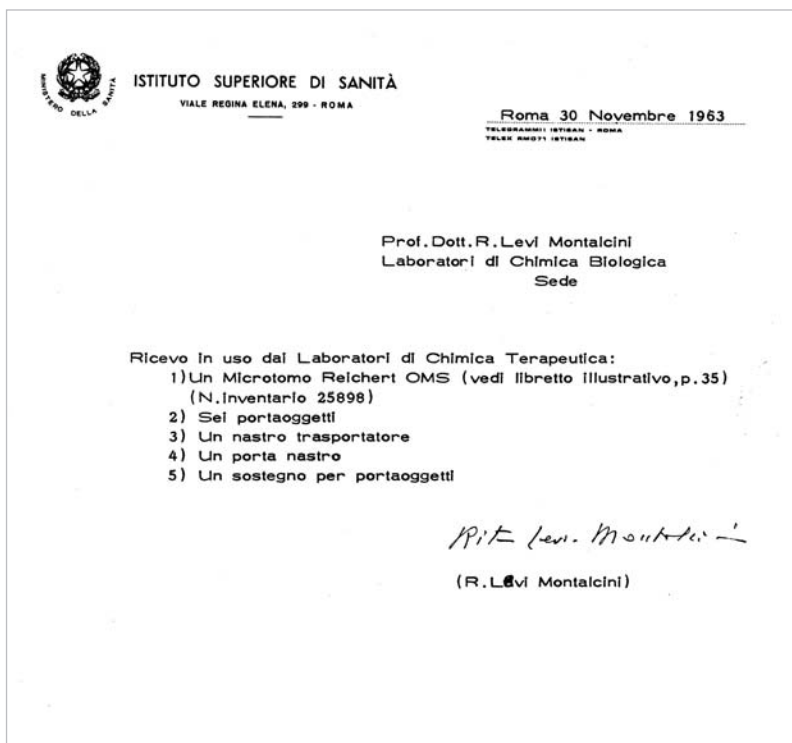 MINISTERO DELLA SANITÀ
ISTITUTO SUPERIORE DI SANITÀ
VIALE REGINA ELENA, 299 - ROMA
Roma 30 Novembre 1963
TELEGRAMMI: ISTISAN - ROMA
TELEX RMO71 ISTISAN
Prof.Dott.R.Levi Montalcini
Laboratori di Chimica Biologica
Sede
Ricevo in uso dai Laboratori di Chimica Terapeutica:
1)Un Microtomo Reichert OMS (vedi libretto illustrativo,p.35)
(N.inventario 25898)
2) Sei portaoggetti
3) Un nastro trasportatore
4) Un porta nastro
5) Un sostegno per portaoggetti
Rita Levi-Montalcini
(R.Levi Montalcini)